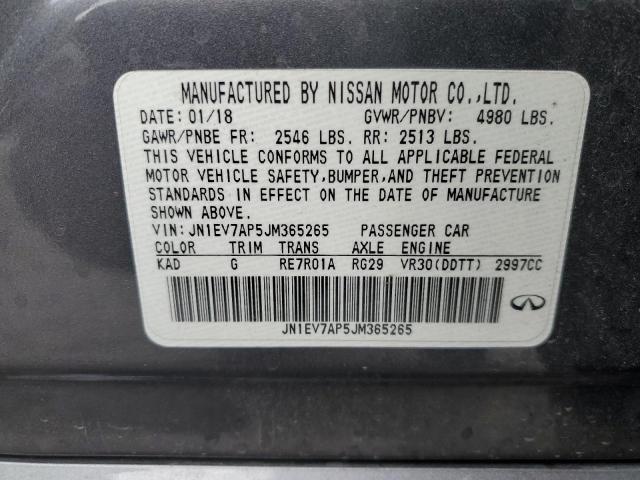 MANUFACTURED BY NISSAN MOTOR CO.,LTD.
DATE: 01/18 GVWR/PNBV: 4980 LBS.
GAWR/PNBE FR: 2546 LBS. RR: 2513 LBS.
THIS VEHICLE CONFORMS TO ALL APPLICABLE FEDERAL
MOTOR VEHICLE SAFETY,BUMPER,AND THEFT PREVENTION
STANDARDS IN EFFECT ON THE DATE OF MANUFACTURE
SHOWN ABOVE.
VIN: JN1EV7AP5JM365265 PASSENGER CAR
COLOR TRIM TRANS AXLE ENGINE
KAD G RE7R01A RG29 VR30(DDTT) 2997CC
JN1EV7AP5JM365265